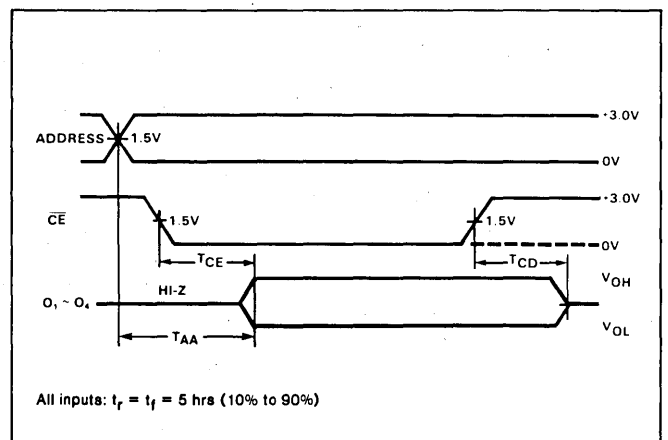 ADDRESS 1.5V +3.0V
0V
CE 1.5V 1.5V +3.0V
0V
TCE TCD
HI-Z VOH
O1 ~ O4
TAA VOL
All inputs: tr = tf = 5 hrs (10% to 90%)